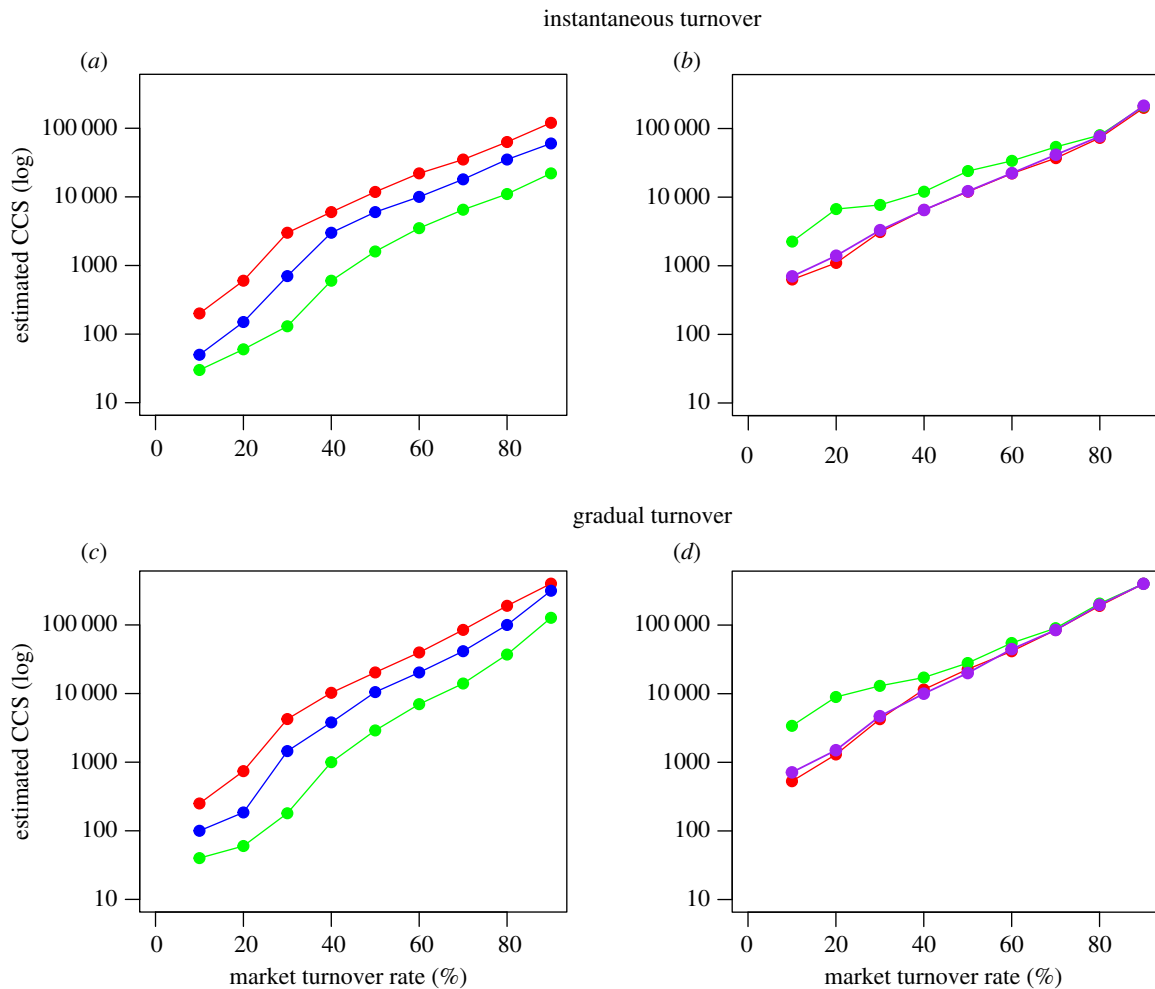 instantaneous turnover
(a) (b)
estimated CCS (log)
100 000
10 000
1000
100
10
0 20 40 60 80
100 000
10 000
1000
100
10
0 20 40 60 80
gradual turnover
(c) (d)
estimated CCS (log)
100 000
10 000
1000
100
10
0 20 40 60 80
market turnover rate (%)
100 000
10 000
1000
100
10
0 20 40 60 80
market turnover rate (%)